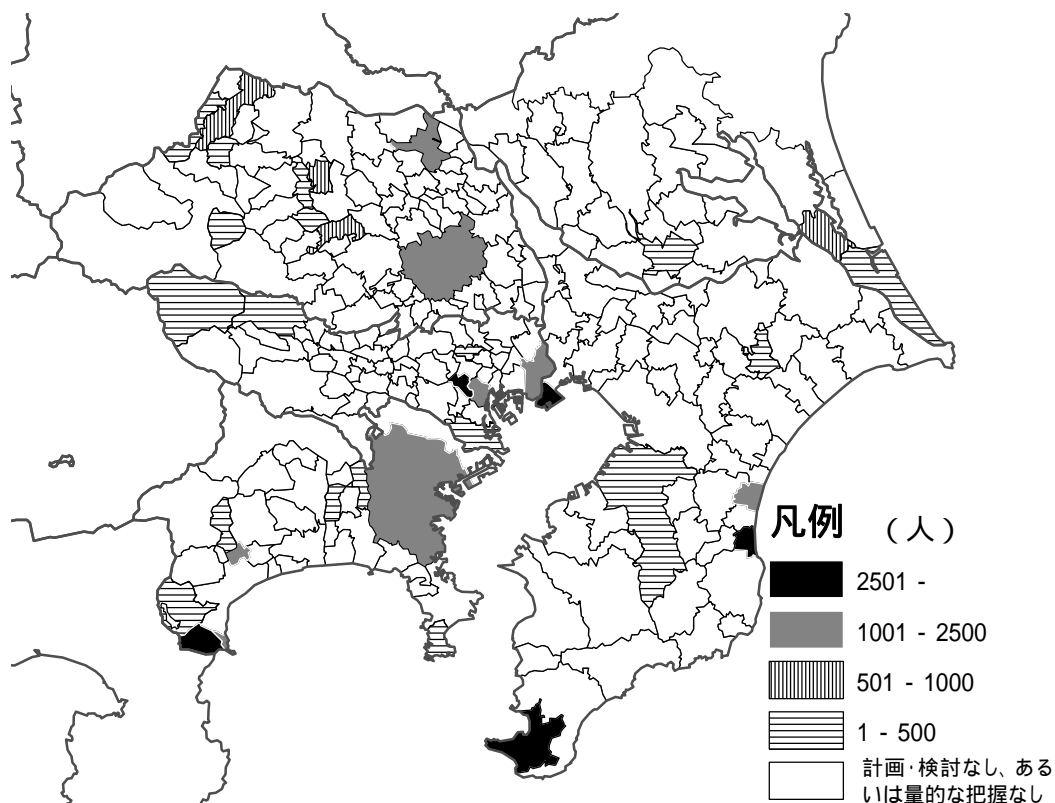 凡例 (人)
2501 -
1001 - 2500
501 - 1000
1 - 500
計画・検討なし、ある
いは量的な把握なし